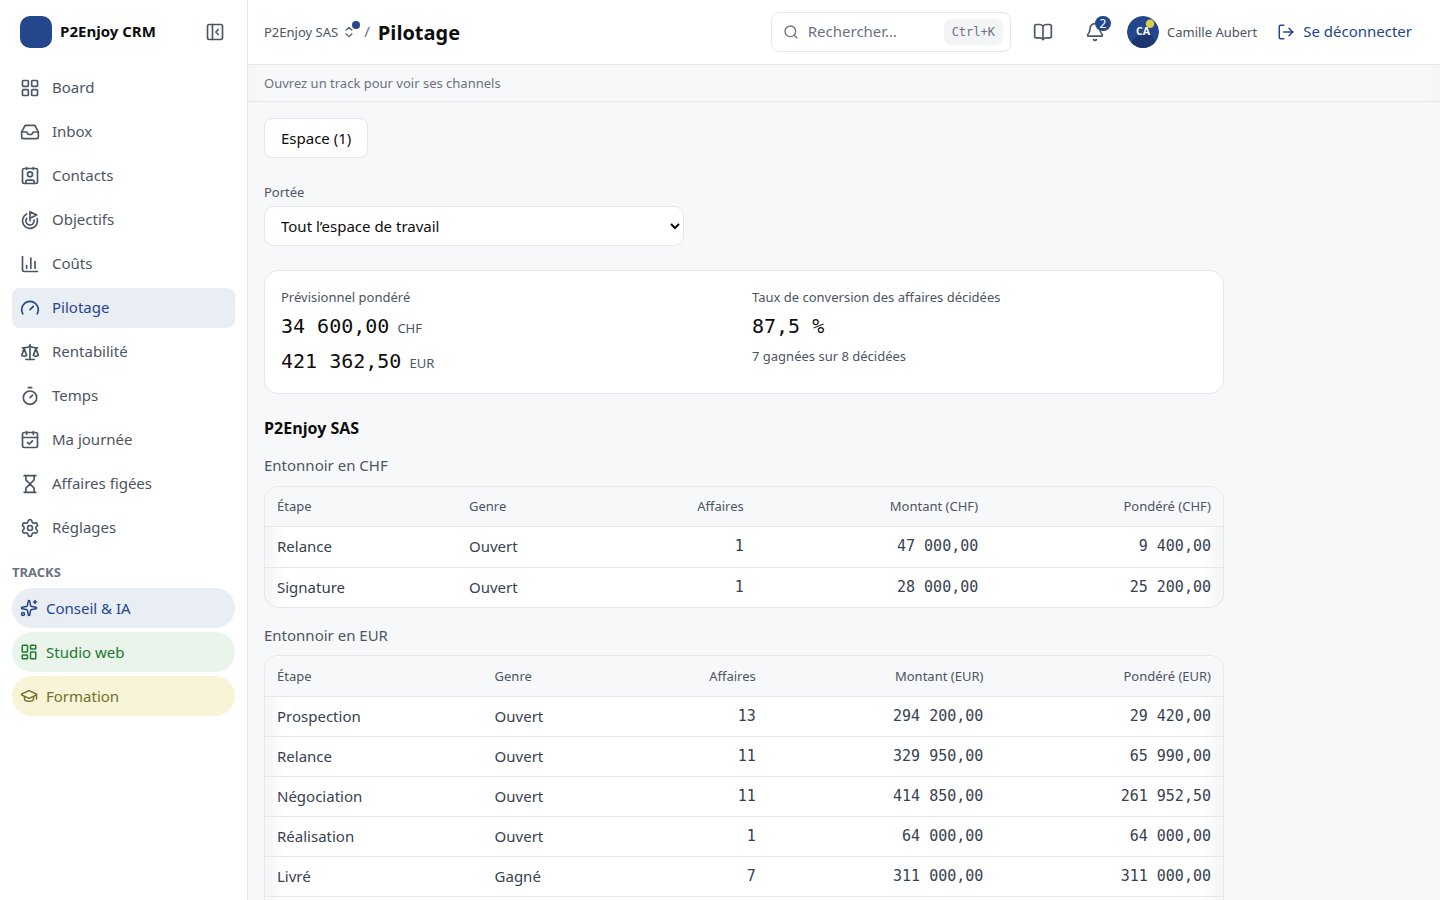 P2Enjoy CRM
Board
Inbox
Contacts
Objectifs
Coûts
Pilotage
Rentabilité
Temps
Ma journée
Affaires figées
Réglages
TRACKS
Conseil & IA
Studio web
Formation
P2Enjoy SAS / Pilotage
Rechercher... Ctrl+K
2
CA Camille Aubert
Se déconnecter
Ouvrez un track pour voir ses channels
Espace (1)
Portée
Tout l’espace de travail
Prévisionnel pondéré
34 600,00 CHF
421 362,50 EUR
Taux de conversion des affaires décidées
87,5 %
7 gagnées sur 8 décidées
P2Enjoy SAS
Entonnoir en CHF
Étape Genre Affaires Montant (CHF) Pondéré (CHF)
Relance Ouvert 1 47 000,00 9 400,00
Signature Ouvert 1 28 000,00 25 200,00
Entonnoir en EUR
Étape Genre Affaires Montant (EUR) Pondéré (EUR)
Prospection Ouvert 13 294 200,00 29 420,00
Relance Ouvert 11 329 950,00 65 990,00
Négociation Ouvert 11 414 850,00 261 952,50
Réalisation Ouvert 1 64 000,00 64 000,00
Livré Gagné 7 311 000,00 311 000,00